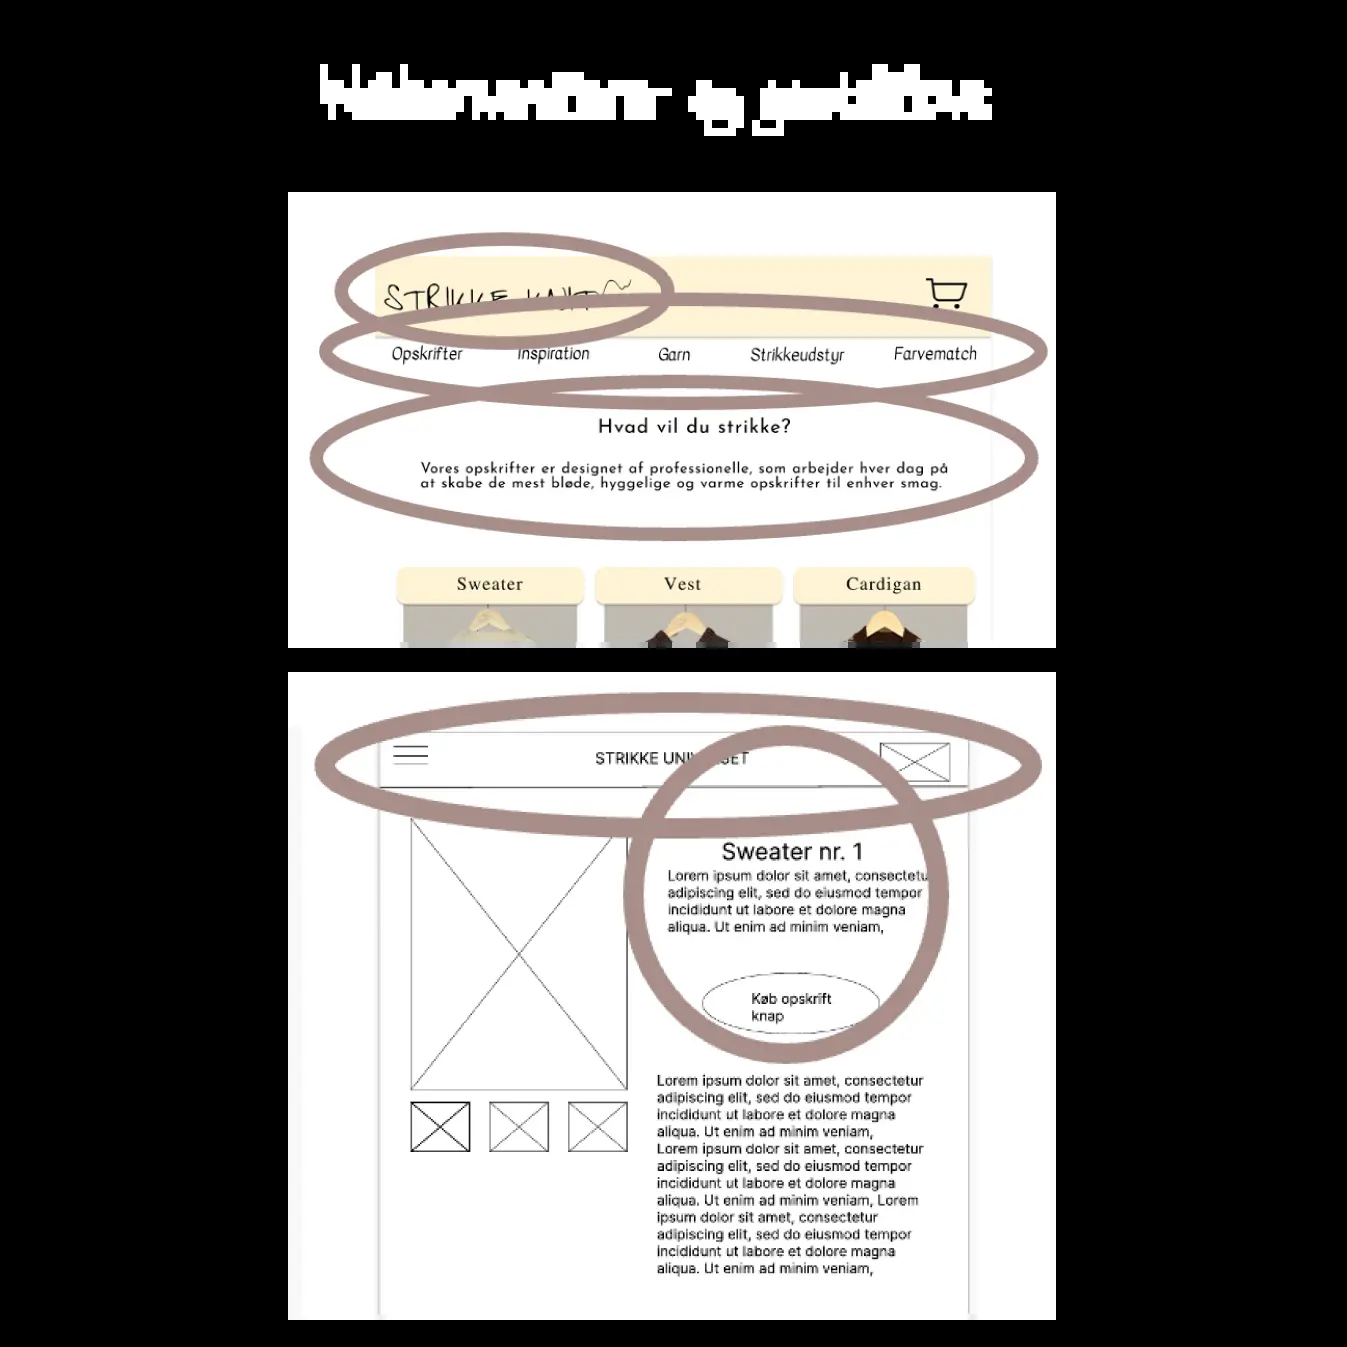 STRIKKE KNIT
Opskrifter Inspiration Garn Strikkeudstyr Farvematch
Hvad vil du strikke?
Vores opskrifter er designet af professionelle, som arbejder hver dag på
at skabe de mest bløde, hyggelige og varme opskrifter til enhver smag.
Sweater Vest Cardigan
STRIKKE
Sweater nr. 1
Lorem ipsum dolor sit amet,
adipiscing elit, sed do eiusmod tempor
incididunt ut labore et dolore magna
aliqua. Ut enim ad minim veniam,
Køb opskrift
knap
Lorem ipsum dolor sit amet, consectetur
adipiscing elit, sed do eiusmod tempor
incididunt ut labore et dolore magna
aliqua. Ut enim ad minim veniam,
Lorem ipsum dolor sit amet, consectetur
adipiscing elit, sed do eiusmod tempor
incididunt ut labore et dolore magna
aliqua. Ut enim ad minim veniam, Lorem
ipsum dolor sit amet, consectetur
adipiscing elit, sed do eiusmod tempor
incididunt ut labore et dolore magna
aliqua. Ut enim ad minim veniam,